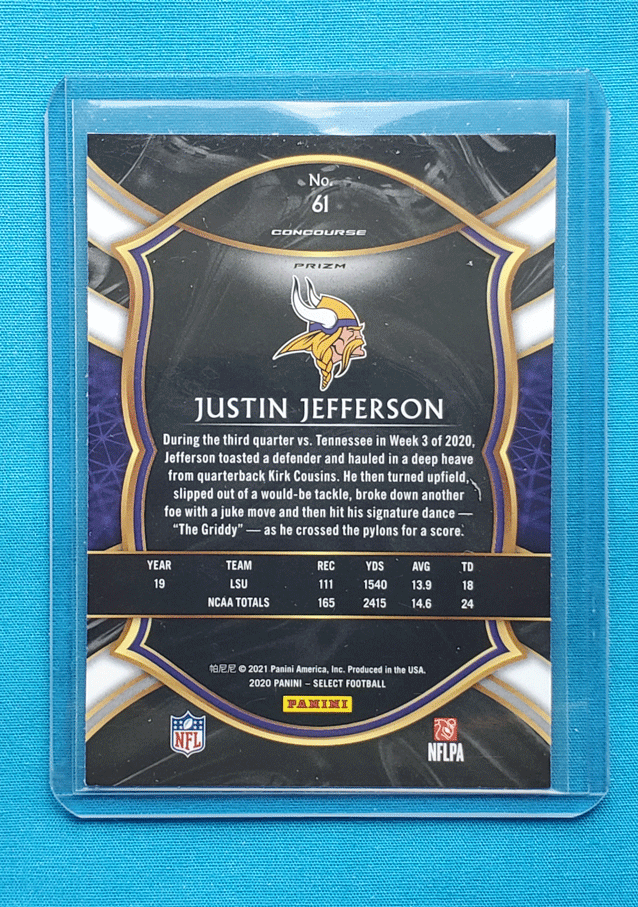 No.
61
CONCOURSE
PRIZM
JUSTIN JEFFERSON
During the third quarter vs. Tennessee in Week 3 of 2020,
Jefferson toasted a defender and hauled in a deep heave
from quarterback Kirk Cousins. He then turned upfield,
slipped out of a would-be tackle, broke down another
foe with a juke move and then hit his signature dance —
“The Griddy” — as he crossed the pylons for a score.
YEAR TEAM REC YDS AVG TD
19 LSU 111 1540 13.9 18
NCAA TOTALS 165 2415 14.6 24
帕尼尼 © 2021 Panini America, Inc. Produced in the USA.
2020 PANINI – SELECT FOOTBALL
PANINI
NFL
NFLPA